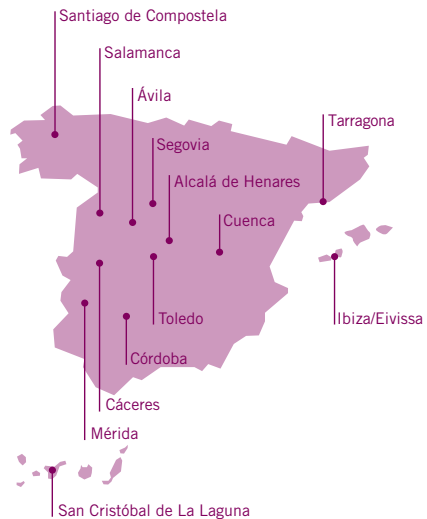 Santiago de Compostela
Salamanca
Ávila
Tarragona
Segovia
Alcalá de Henares
Cuenca
Toledo
Ibiza/Eivissa
Córdoba
Cáceres
Mérida
San Cristóbal de La Laguna